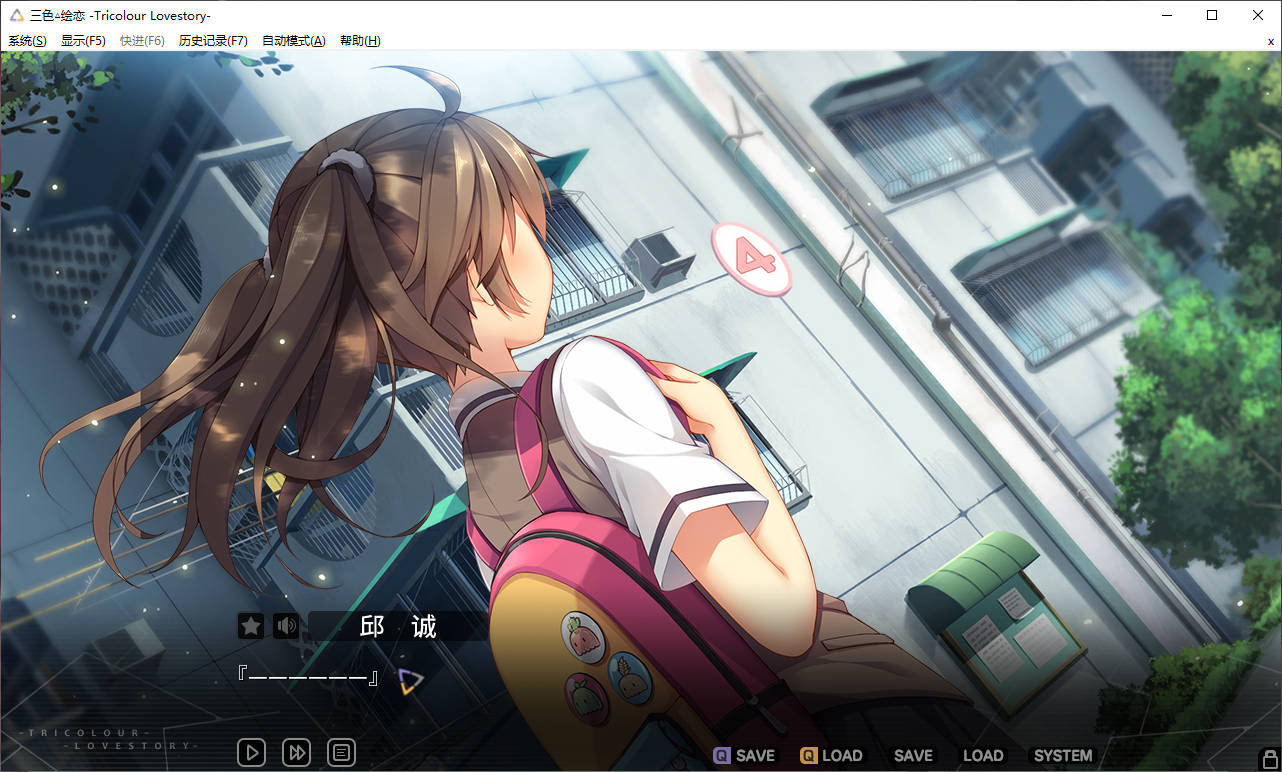 三色△绘恋 -Tricolour Lovestory-
系统(S) 显示(F5) 快进(F6) 历史记录(F7) 自动模式(A) 帮助(H) x
4
邱 诚
『——————』
-TRICOLOUR-
-LOVESTORY-
Q SAVE Q LOAD SAVE LOAD SYSTEM